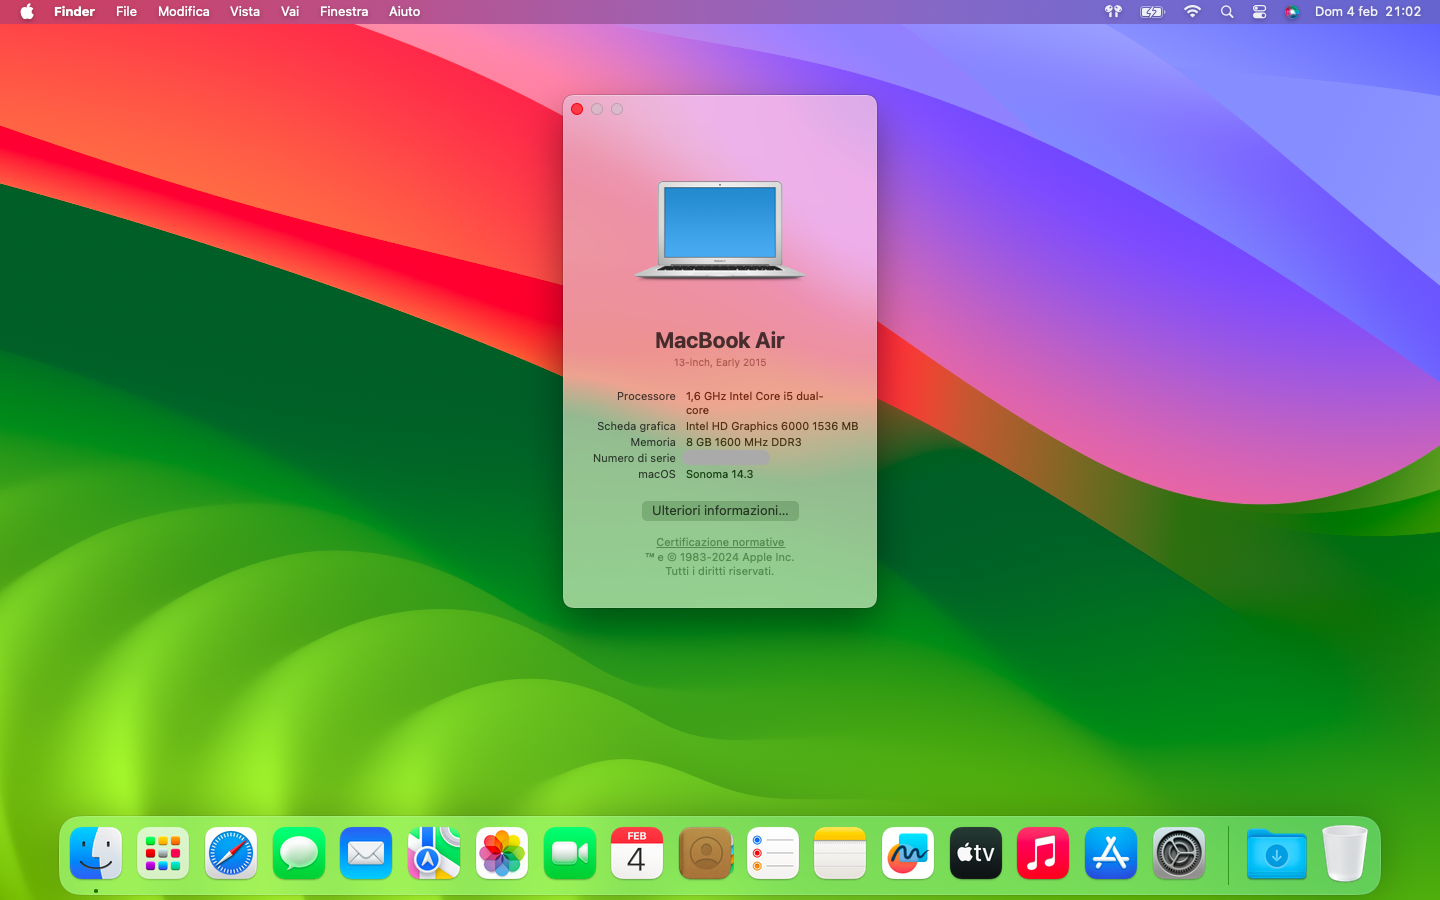 Finder File Modifica Vista Vai Finestra Aiuto Dom 4 feb 21:02
MacBook Air
13-inch, Early 2015
Processore 1,6 GHz Intel Core i5 dual-
core
Scheda grafica Intel HD Graphics 6000 1536 MB
Memoria 8 GB 1600 MHz DDR3
Numero di serie
macOS Sonoma 14.3
Ulteriori informazioni...
Certificazione normative
™ e © 1983-2024 Apple Inc.
Tutti i diritti riservati.
FEB
4
tv